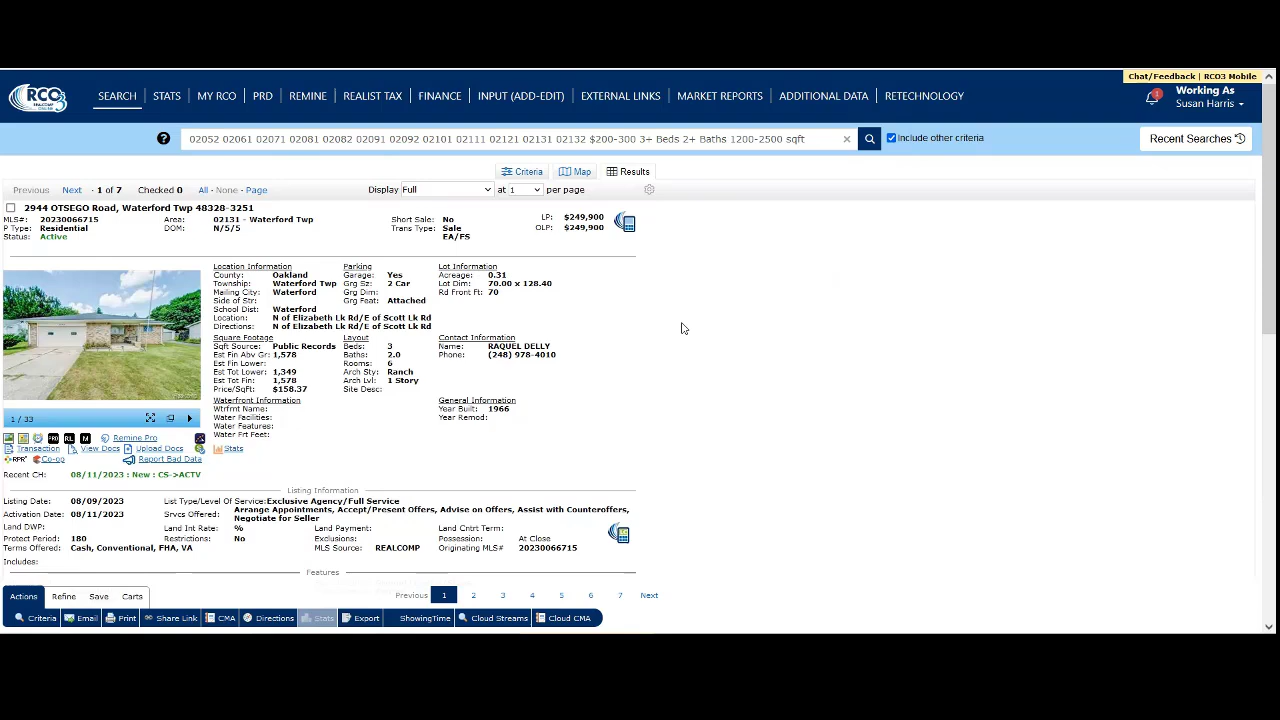 Chat/Feedback | RCO3 Mobile
RCO3
REALCOMP
ONLINE
SEARCH STATS MY RCO PRD REMINE REALIST TAX FINANCE INPUT (ADD-EDIT) EXTERNAL LINKS MARKET REPORTS ADDITIONAL DATA RETECHNOLOGY
1
Working As
Susan Harris
? 02052 02061 02071 02081 02082 02091 02092 02101 02111 02121 02131 02132 $200-300 3+ Beds 2+ Baths 1200-2500 sqft × Include other criteria Recent Searches
Criteria Map Results
Previous Next · 1 of 7 Checked 0 All · None · Page Display Full at 1 per page
2944 OTSEGO Road, Waterford Twp 48328-3251
MLS#: 20230066715 Area: 02131 - Waterford Twp Short Sale: No LP: $249,900
P Type: Residential DOM: N/5/5 Trans Type: Sale OLP: $249,900
Status: Active EA/FS
Location Information Parking Lot Information
County: Oakland Garage: Yes Acreage: 0.31
Township: Waterford Twp Grg Sz: 2 Car Lot Dim: 70.00 x 128.40
Mailing City: Waterford Grg Dim: Rd Front Ft: 70
Side of Str: Grg Feat: Attached
School Dist: Waterford
Location: N of Elizabeth Lk Rd/E of Scott Lk Rd
Directions: N of Elizabeth Lk Rd/E of Scott Lk Rd
Square Footage Layout Contact Information
Sqft Source: Public Records Beds: 3 Name: RAQUEL DELLY
Est Fin Abv Gr: 1,578 Baths: 2.0 Phone: (248) 978-4010
Est Fin Lower: Rooms: 6
Est Tot Lower: 1,349 Arch Sty: Ranch
Est Tot Fin: 1,578 Arch Lvl: 1 Story
Price/SqFt: $158.37 Site Desc:
Waterfront Information General Information
Wtrfrnt Name: Year Built: 1966
Water Facilities: Year Remod:
Water Features:
Water Frt Feet:
1 / 33
Remine Pro
Transaction View Docs Upload Docs Stats
RPR Co-op Report Bad Data
Recent CH: 08/11/2023 : New : CS->ACTV
Listing Information
Listing Date: 08/09/2023 List Type/Level Of Service: Exclusive Agency/Full Service
Activation Date: 08/11/2023 Srvcs Offered: Arrange Appointments, Accept/Present Offers, Advise on Offers, Assist with Counteroffers,
Negotiate for Seller
Land DWP: Land Int Rate: % Land Payment: Land Cntrt Term:
Protect Period: 180 Restrictions: No Exclusions: Possession: At Close
Terms Offered: Cash, Conventional, FHA, VA MLS Source: REALCOMP Originating MLS# 20230066715
Includes:
Features
Actions Refine Save Carts Previous 1 2 3 4 5 6 7 Next
Criteria Email Print Share Link CMA Directions Stats Export ShowingTime Cloud Streams Cloud CMA